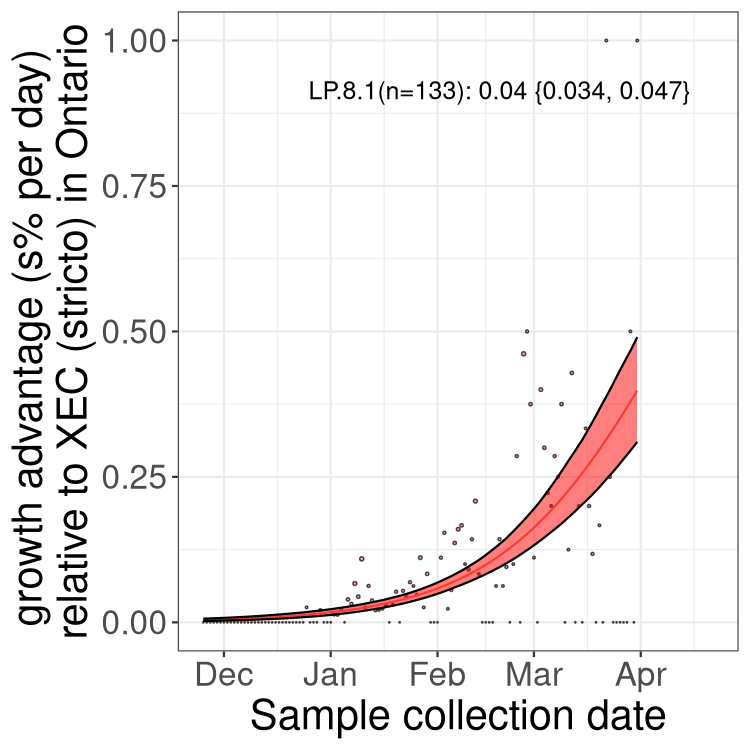 growth advantage (s% per day)
relative to XEC (stricto) in Ontario
1.00
LP.8.1(n=133): 0.04 {0.034, 0.047}
0.75
0.50
0.25
0.00
Dec Jan Feb Mar Apr
Sample collection date